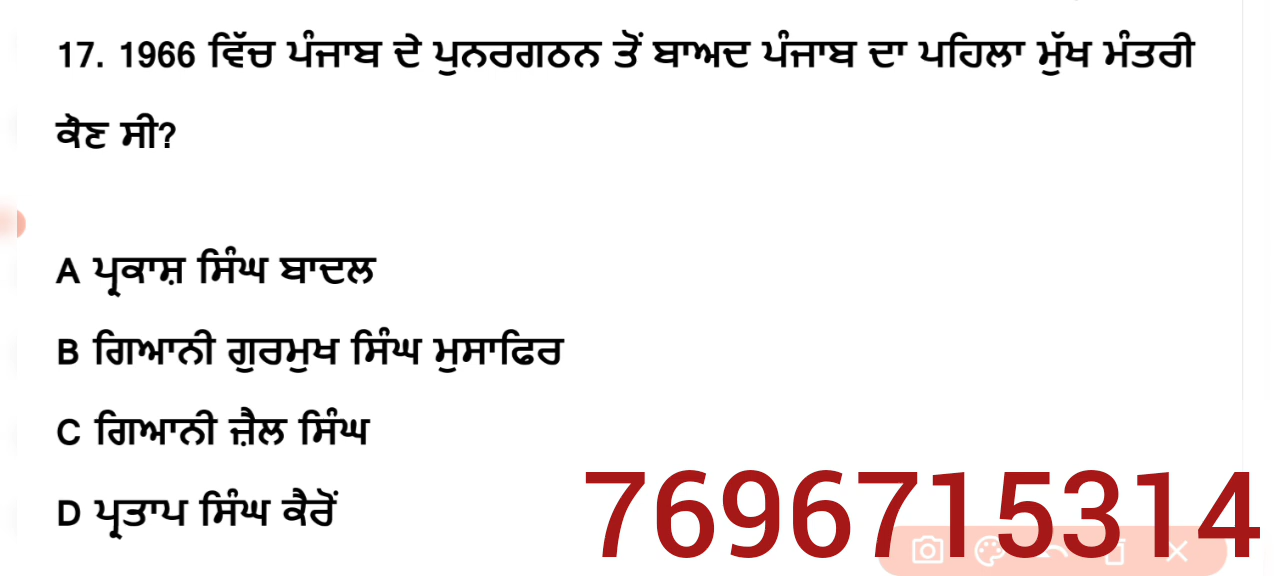 17. 1966 ਵਿੱਚ ਪੰਜਾਬ ਦੇ ਪੁਨਰਗਠਨ ਤੋਂ ਬਾਅਦ ਪੰਜਾਬ ਦਾ ਪਹਿਲਾ ਮੁੱਖ ਮੰਤਰੀ
ਕੌਣ ਸੀ?
A ਪ੍ਰਕਾਸ਼ ਸਿੰਘ ਬਾਦਲ
B ਗਿਆਨੀ ਗੁਰਮੁਖ ਸਿੰਘ ਮੁਸਾਫਿਰ
C ਗਿਆਨੀ ਜ਼ੈਲ ਸਿੰਘ
D ਪ੍ਰਤਾਪ ਸਿੰਘ ਕੈਰੋਂ
7696715314